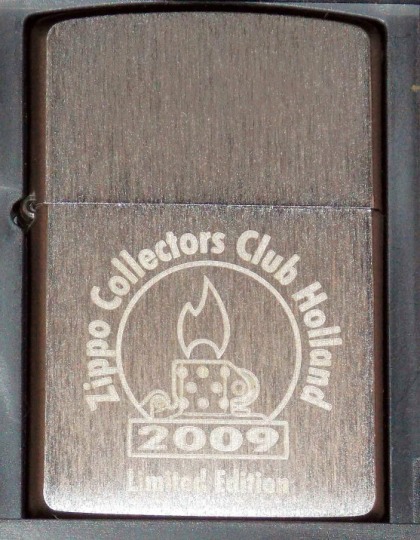 Zippo Collectors Club Holland
2009
Limited Edition